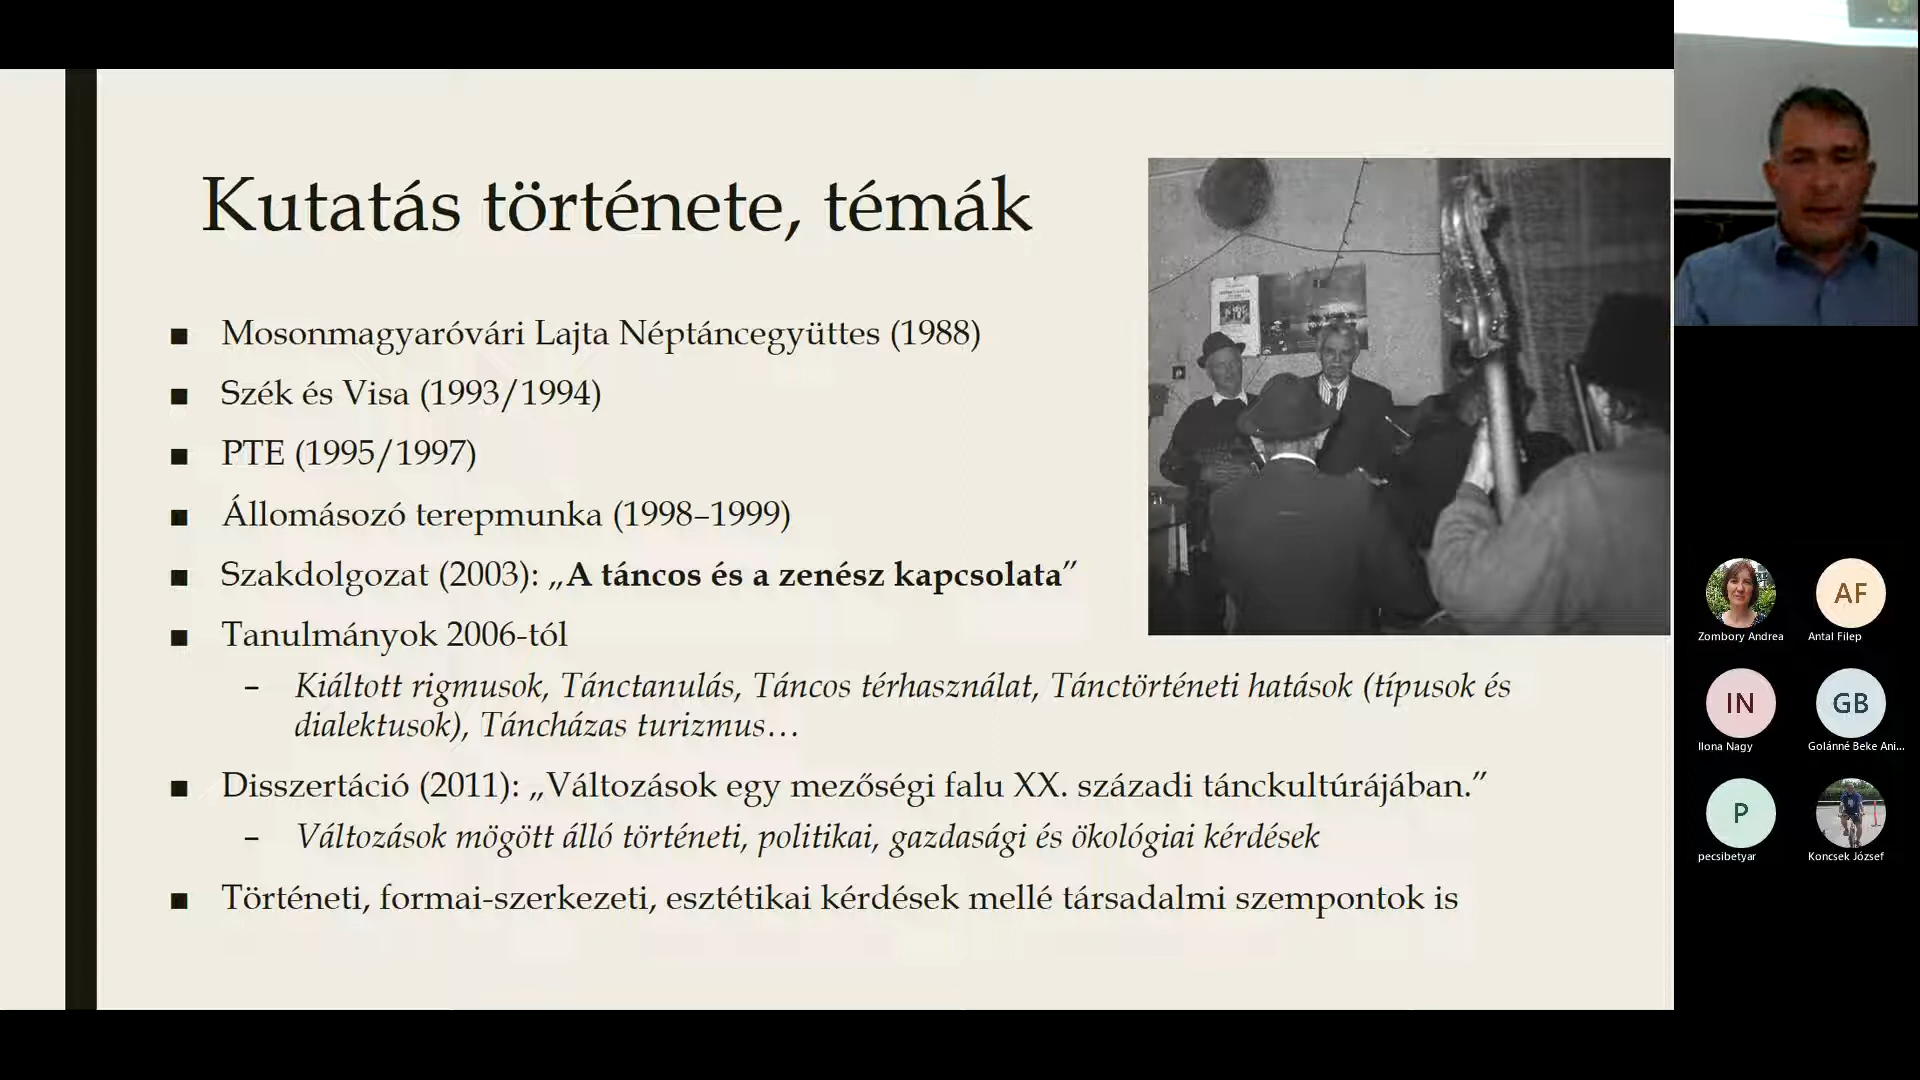 Kutatás története, témák
Mosonmagyaróvári Lajta Néptáncegyüttes (1988)
Szék és Visa (1993/1994)
PTE (1995/1997)
Állomásozó terepmunka (1998–1999)
Szakdolgozat (2003): „A táncos és a zenész kapcsolata”
Tanulmányok 2006-tól
– Kiáltott rigmusok, Tánctanulás, Táncos térhasználat, Tánctörténeti hatások (típusok és
dialektusok), Táncházas turizmus…
Disszertáció (2011): „Változások egy mezőségi falu XX. századi tánckultúrájában.”
– Változások mögött álló történeti, politikai, gazdasági és ökológiai kérdések
Történeti, formai-szerkezeti, esztétikai kérdések mellé társadalmi szempontok is
AF
Zombory Andrea
Antal Filep
IN
GB
Ilona Nagy
Golánné Beke Ani...
P
pecsibetyar
Koncsek József